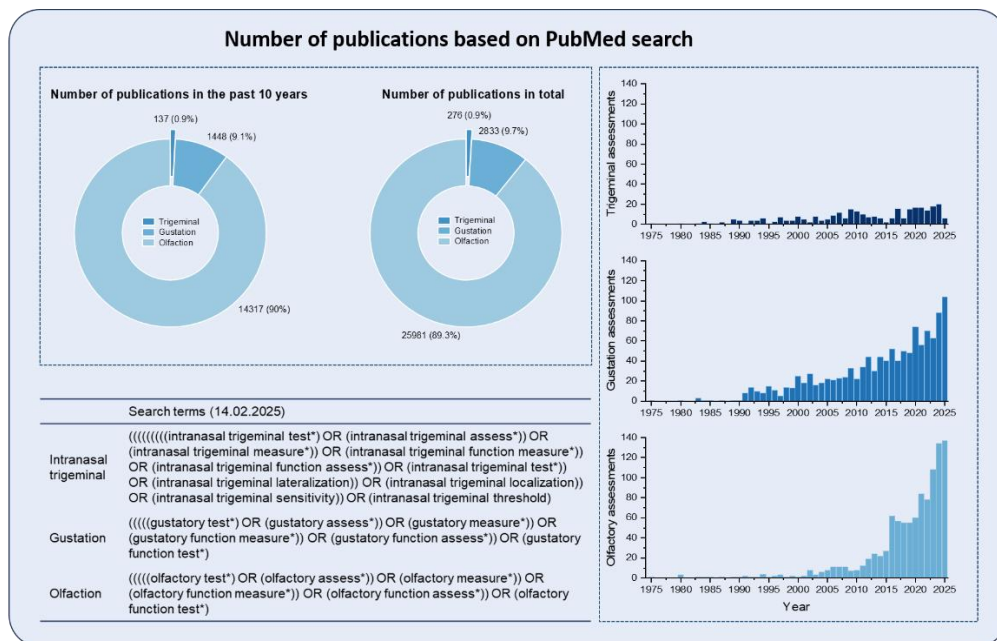 Number of publications based on PubMed search
Number of publications in the past 10 years
137 (0.9%)
1448 (9.1%)
Trigeminal
Gustation
Olfaction
14317 (90%)
Number of publications in total
276 (0.9%)
2833 (9.7%)
Trigeminal
Gustation
Olfaction
25981 (89.3%)
Search terms (14.02.2025)
Intranasal trigeminal
(((((((((intranasal trigeminal test*) OR (intranasal trigeminal assess*)) OR
(intranasal trigeminal measure*)) OR (intranasal trigeminal function measure*))
OR (intranasal trigeminal function assess*)) OR (intranasal trigeminal test*))
OR (intranasal trigeminal lateralization)) OR (intranasal trigeminal localization))
OR (intranasal trigeminal sensitivity)) OR (intranasal trigeminal threshold)
Gustation
(((((gustatory test*) OR (gustatory assess*)) OR (gustatory measure*)) OR
(gustatory function measure*)) OR (gustatory function assess*)) OR (gustatory
function test*)
Olfaction
(((((olfactory test*) OR (olfactory assess*)) OR (olfactory measure*)) OR
(olfactory function measure*)) OR (olfactory function assess*)) OR (olfactory
function test*)
Trigeminal assessments
140
120
100
80
60
40
20
0
1975 1980 1985 1990 1995 2000 2005 2010 2015 2020 2025
Gustation assessments
140
120
100
80
60
40
20
0
1975 1980 1985 1990 1995 2000 2005 2010 2015 2020 2025
Olfactory assessments
140
120
100
80
60
40
20
0
1975 1980 1985 1990 1995 2000 2005 2010 2015 2020 2025
Year